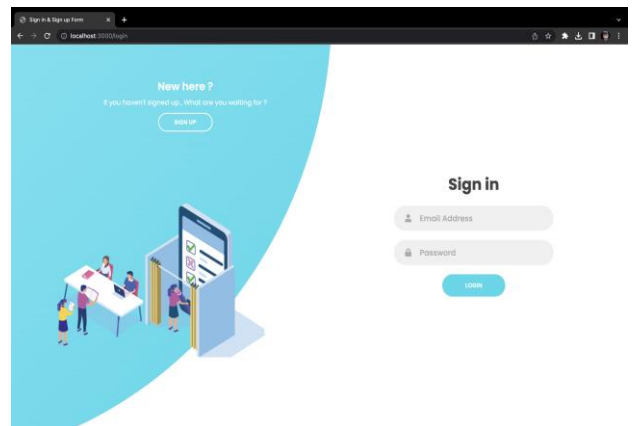 Sign in & Sign up Form
localhost:3000/login
New here ?
If you haven't signed up , What are you waiting for ?
SIGN UP
Sign in
Email Address
Password
LOGIN